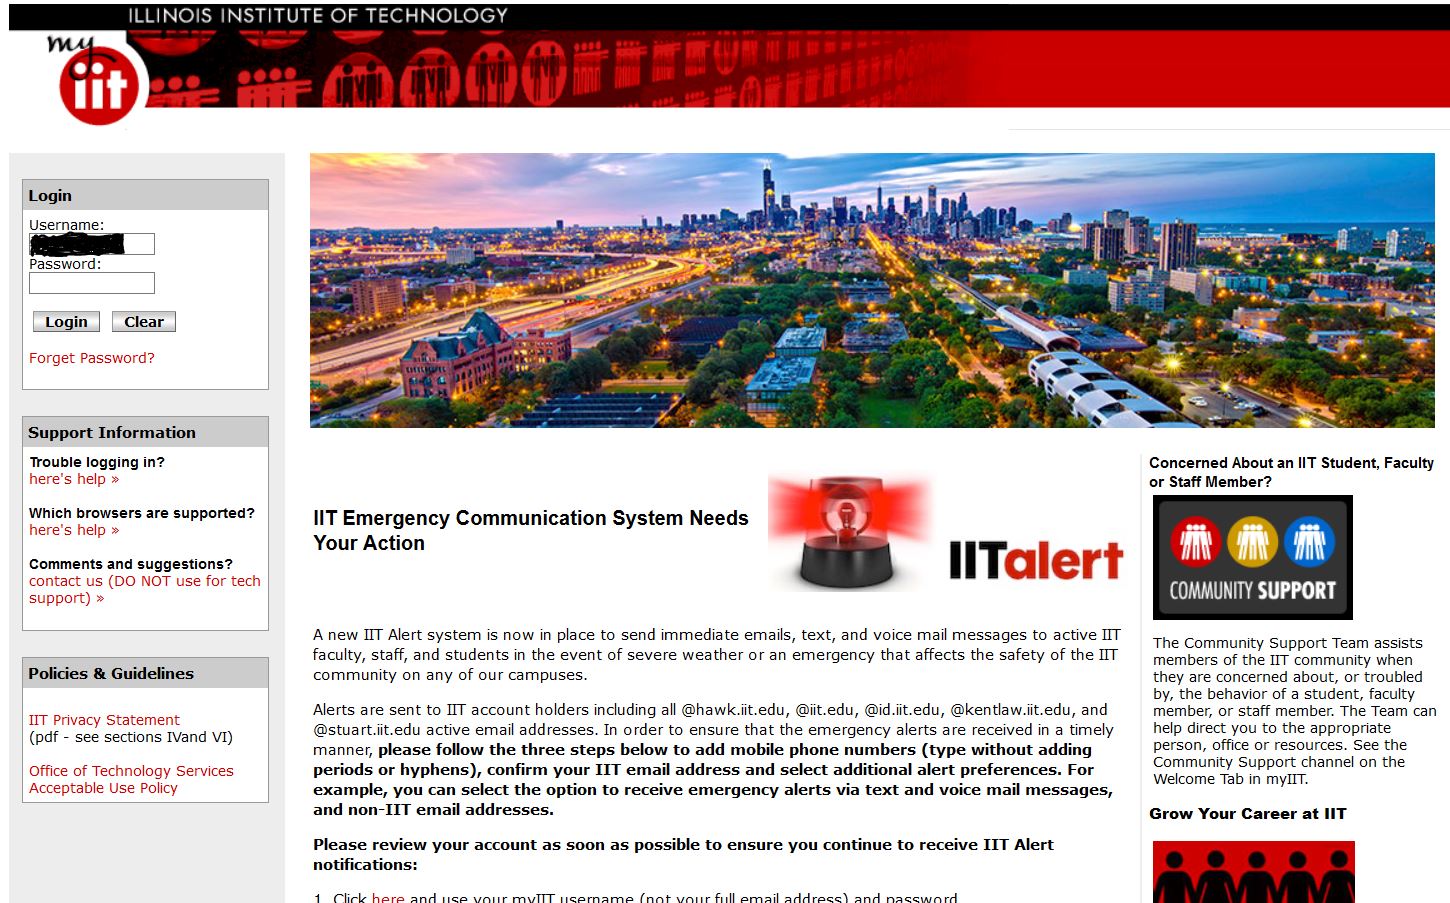 ILLINOIS INSTITUTE OF TECHNOLOGY
my
iit
Login
Username:
Password:
Login Clear
Forget Password?
Support Information
Trouble logging in?
here's help »
Which browsers are supported?
here's help »
Comments and suggestions?
contact us (DO NOT use for tech
support) »
Policies & Guidelines
IIT Privacy Statement
(pdf - see sections IVand VI)
Office of Technology Services
Acceptable Use Policy
IIT Emergency Communication System Needs
Your Action
IITalert
A new IIT Alert system is now in place to send immediate emails, text, and voice mail messages to active IIT
faculty, staff, and students in the event of severe weather or an emergency that affects the safety of the IIT
community on any of our campuses.
Alerts are sent to IIT account holders including all @hawk.iit.edu, @iit.edu, @id.iit.edu, @kentlaw.iit.edu, and
@stuart.iit.edu active email addresses. In order to ensure that the emergency alerts are received in a timely
manner, please follow the three steps below to add mobile phone numbers (type without adding
periods or hyphens), confirm your IIT email address and select additional alert preferences. For
example, you can select the option to receive emergency alerts via text and voice mail messages,
and non-IIT email addresses.
Please review your account as soon as possible to ensure you continue to receive IIT Alert
notifications:
1. Click here and use your myIIT username (not your full email address) and password
Concerned About an IIT Student, Faculty
or Staff Member?
COMMUNITY SUPPORT
The Community Support Team assists
members of the IIT community when
they are concerned about, or troubled
by, the behavior of a student, faculty
member, or staff member. The Team can
help direct you to the appropriate
person, office or resources. See the
Community Support channel on the
Welcome Tab in myIIT.
Grow Your Career at IIT